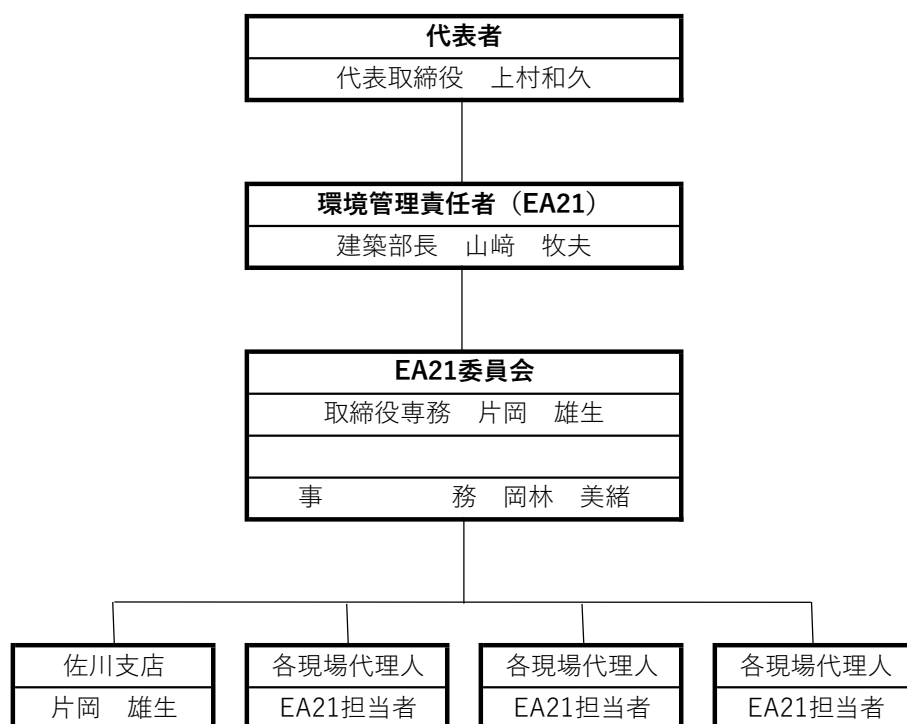 代表者
代表取締役　上村和久
環境管理責任者（EA21）
建築部長　山﨑　牧夫
EA21委員会
取締役専務　片岡　雄生
事　　　　　務　岡林　美緒
佐川支店　各現場代理人　各現場代理人　各現場代理人
片岡　雄生　EA21担当者　EA21担当者　EA21担当者